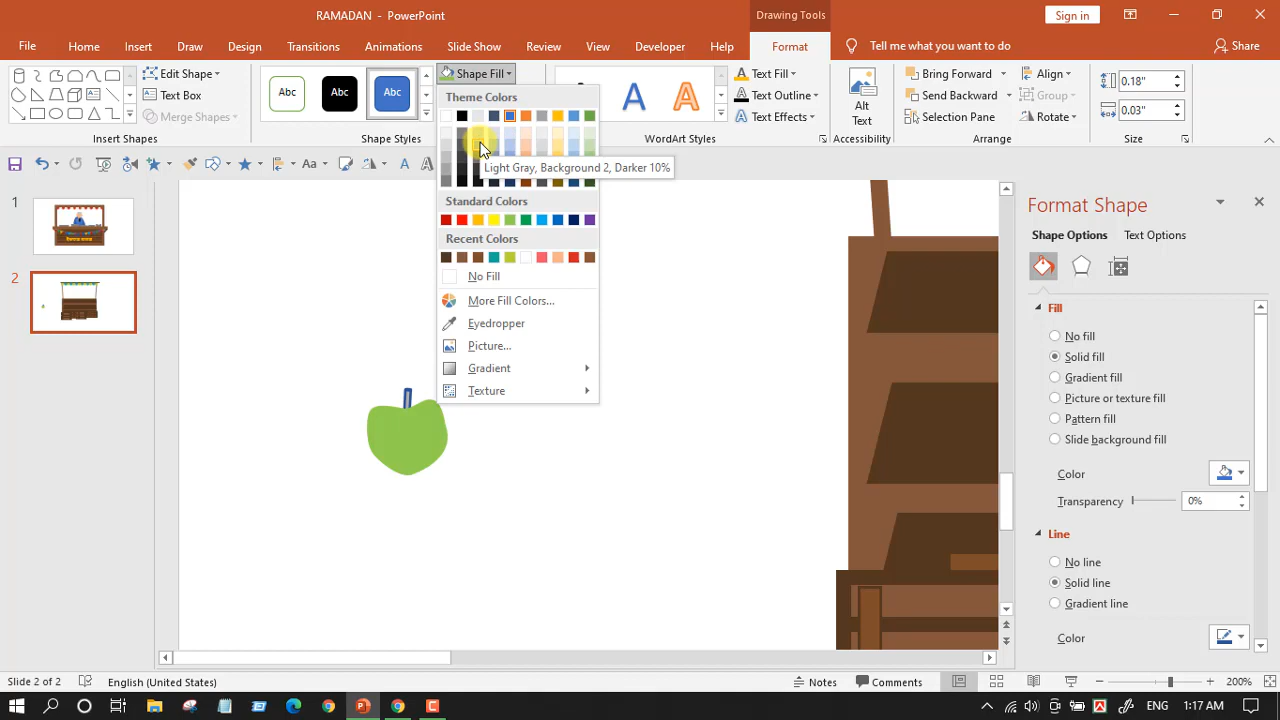 RAMADAN - PowerPoint
Drawing Tools
Sign in
File Home Insert Draw Design Transitions Animations Slide Show Review View Developer Help Format Tell me what you want to do Share
Edit Shape
Text Box
Merge Shapes
Insert Shapes
Abc Abc Abc
Shape Styles
Shape Fill
A A
WordArt Styles
Text Fill
Text Outline
Text Effects
Alt
Text
Accessibility
Bring Forward
Send Backward
Selection Pane
Align
Group
Rotate
Arrange
0.18"
0.03"
Size
Theme Colors
Light Gray, Background 2, Darker 10%
Standard Colors
Recent Colors
No Fill
More Fill Colors...
Eyedropper
Picture...
Gradient
Texture
1
2
Format Shape
Shape Options Text Options
Fill
No fill
Solid fill
Gradient fill
Picture or texture fill
Pattern fill
Slide background fill
Color
Transparency 0%
Line
No line
Solid line
Gradient line
Color
Slide 2 of 2 English (United States) Notes Comments 200%
ENG 1:17 AM